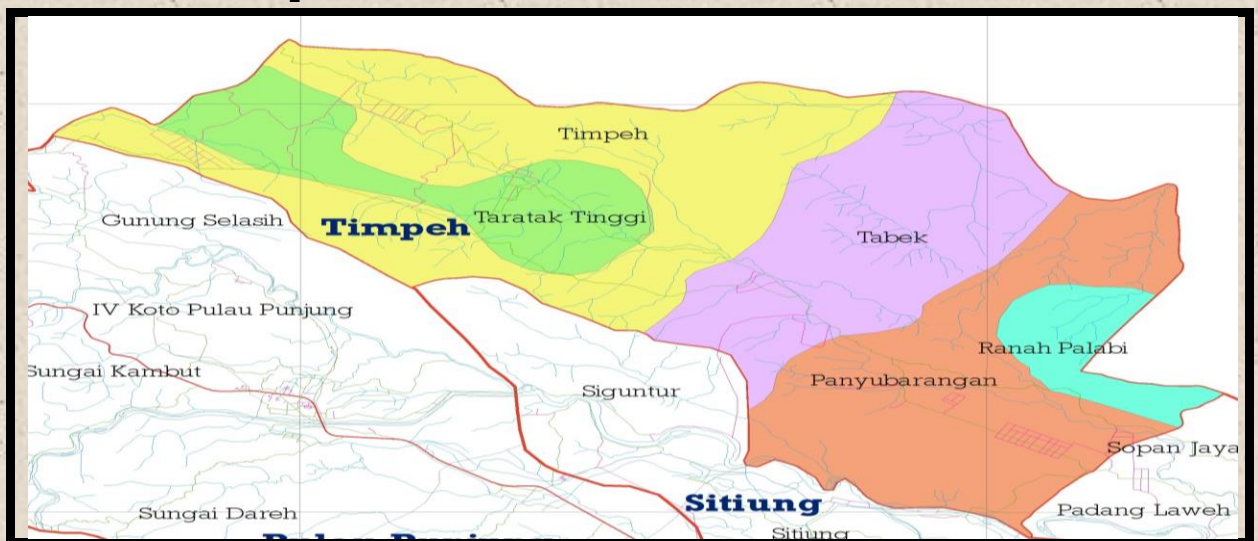 Timpeh
Gunung Selasih
Timpeh
Taratak Tinggi
Tabek
IV Koto Pulau Punjung
Ranah Palabi
Sungai Kambut
Siguntur
Panyubarangan
Sopan Jaya
Sitiung
Padang Laweh
Sungai Dareh
Sitiung